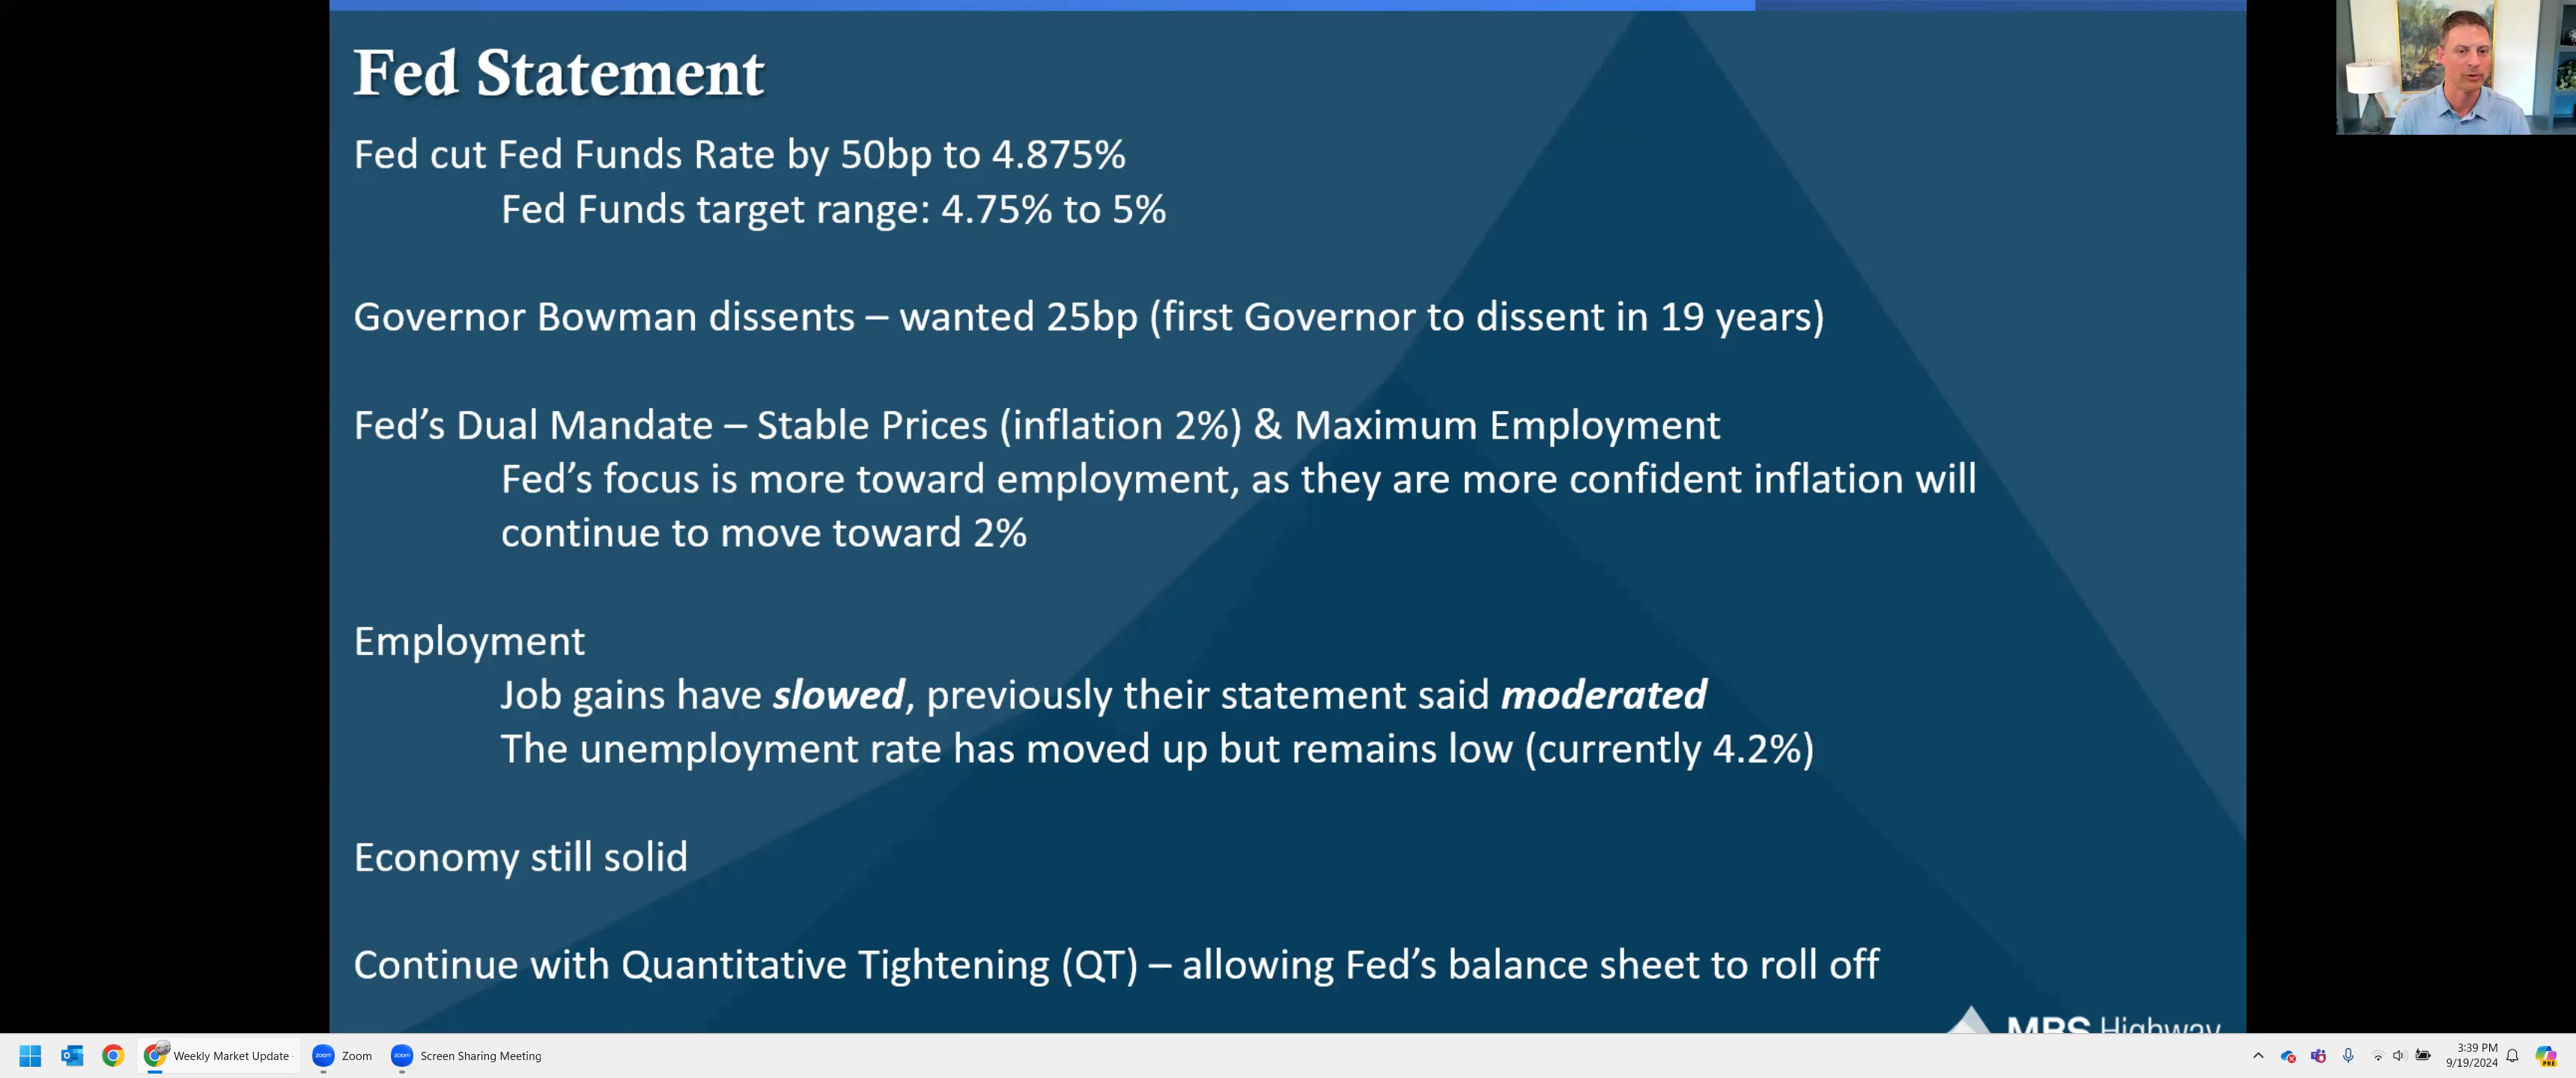 Fed Statement
Fed cut Fed Funds Rate by 50bp to 4.875%
Fed Funds target range: 4.75% to 5%
Governor Bowman dissents – wanted 25bp (first Governor to dissent in 19 years)
Fed’s Dual Mandate – Stable Prices (inflation 2%) & Maximum Employment
Fed’s focus is more toward employment, as they are more confident inflation will
continue to move toward 2%
Employment
Job gains have slowed, previously their statement said moderated
The unemployment rate has moved up but remains low (currently 4.2%)
Economy still solid
Continue with Quantitative Tightening (QT) – allowing Fed’s balance sheet to roll off
MBS Highway
Weekly Market Update
zoom
Zoom
zoom
Screen Sharing Meeting
3:39 PM
9/19/2024
PRE